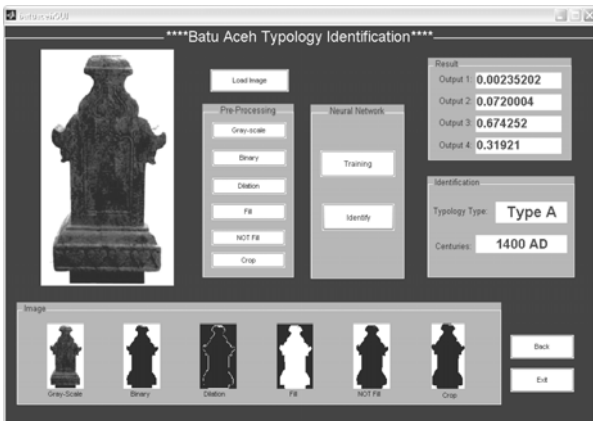 ****Batu Aceh Typology Identification****
Load Image
Pre-Processing
Gray-scale
Binary
Dilation
Fill
NOT Fill
Crop
Neural Network
Training
Identify
Result
Output 1: 0.00235202
Output 2: 0.0720004
Output 3: 0.674252
Output 4: 0.31921
Identification
Typology Type: Type A
Centuries: 1400 AD
Image
Gray-Scale
Binary
Dilation
Fill
NOT Fill
Crop
Back
Exit